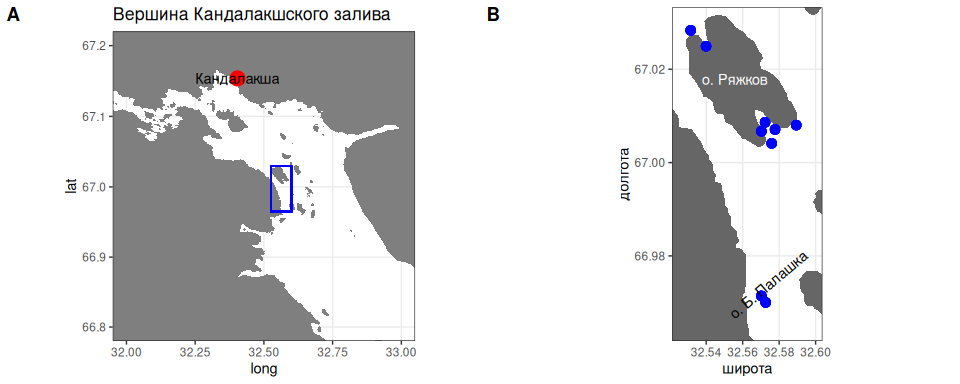 A
Вершина Кандалакшского залива
67.2
67.1
67.0
66.9
66.8
lat
Кандалакша
32.00
32.25
32.50
32.75
33.00
long
B
67.02
67.00
66.98
долгота
о. Ряжков
о. Б. Палашка
32.54
32.56
32.58
32.60
широта